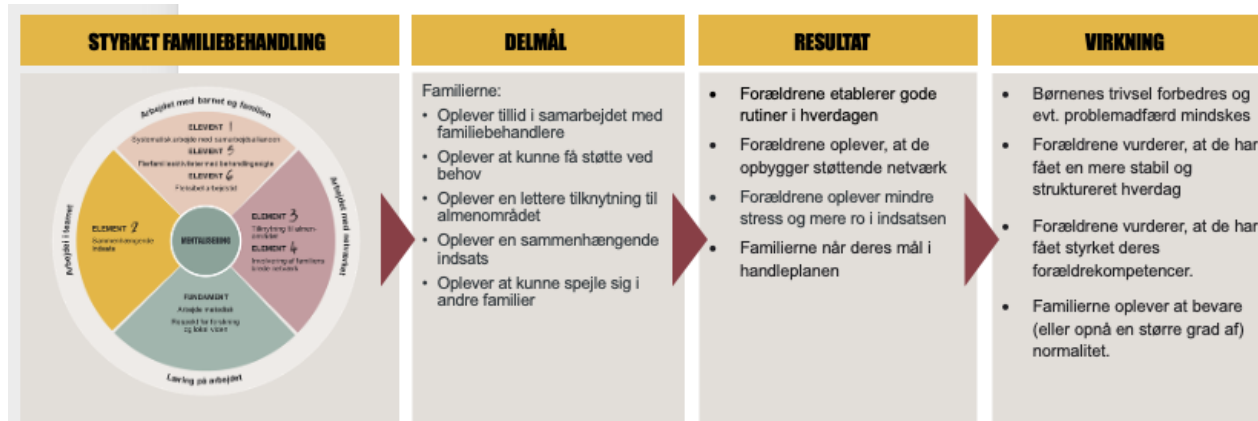 STYRKET FAMILIEBEHANDLING
Arbejdet med barnet og familien
ELEMENT 1
Systematisk arbejde med samarbejdsalliancen
ELEMENT 5
Flerfamilieaktiviteter med behandlingssigte
ELEMENT 6
Fleksibel arbejdstid
Arbejdet i teamet
ELEMENT 2
Sammenhængende
indsats
MENTALISERING
Arbejdet med netværket
ELEMENT 3
Tilknytning til almen-
området
ELEMENT 4
Involvering af familiens
brede netværk
FUNDAMENT
Arbejde metodisk
Respekt for forskning
og lokal viden
Læring på arbejdet
DELMÅL
Familierne:
• Oplever tillid i samarbejdet med
familiebehandlere
• Oplever at kunne få støtte ved
behov
• Oplever en lettere tilknytning til
almenområdet
• Oplever en sammenhængende
indsats
• Oplever at kunne spejle sig i
andre familier
RESULTAT
• Forældrene etablerer gode
rutiner i hverdagen
• Forældrene oplever, at de
opbygger støttende netværk
• Forældrene oplever mindre
stress og mere ro i indsatsen
• Familierne når deres mål i
handleplanen
VIRKNING
• Børnenes trivsel forbedres og
evt. problemadfærd mindskes
• Forældrene vurderer, at de har
fået en mere stabil og
struktureret hverdag
• Forældrene vurderer, at de har
fået styrket deres
forældrekompetencer.
• Familierne oplever at bevare
(eller opnå en større grad af)
normalitet.